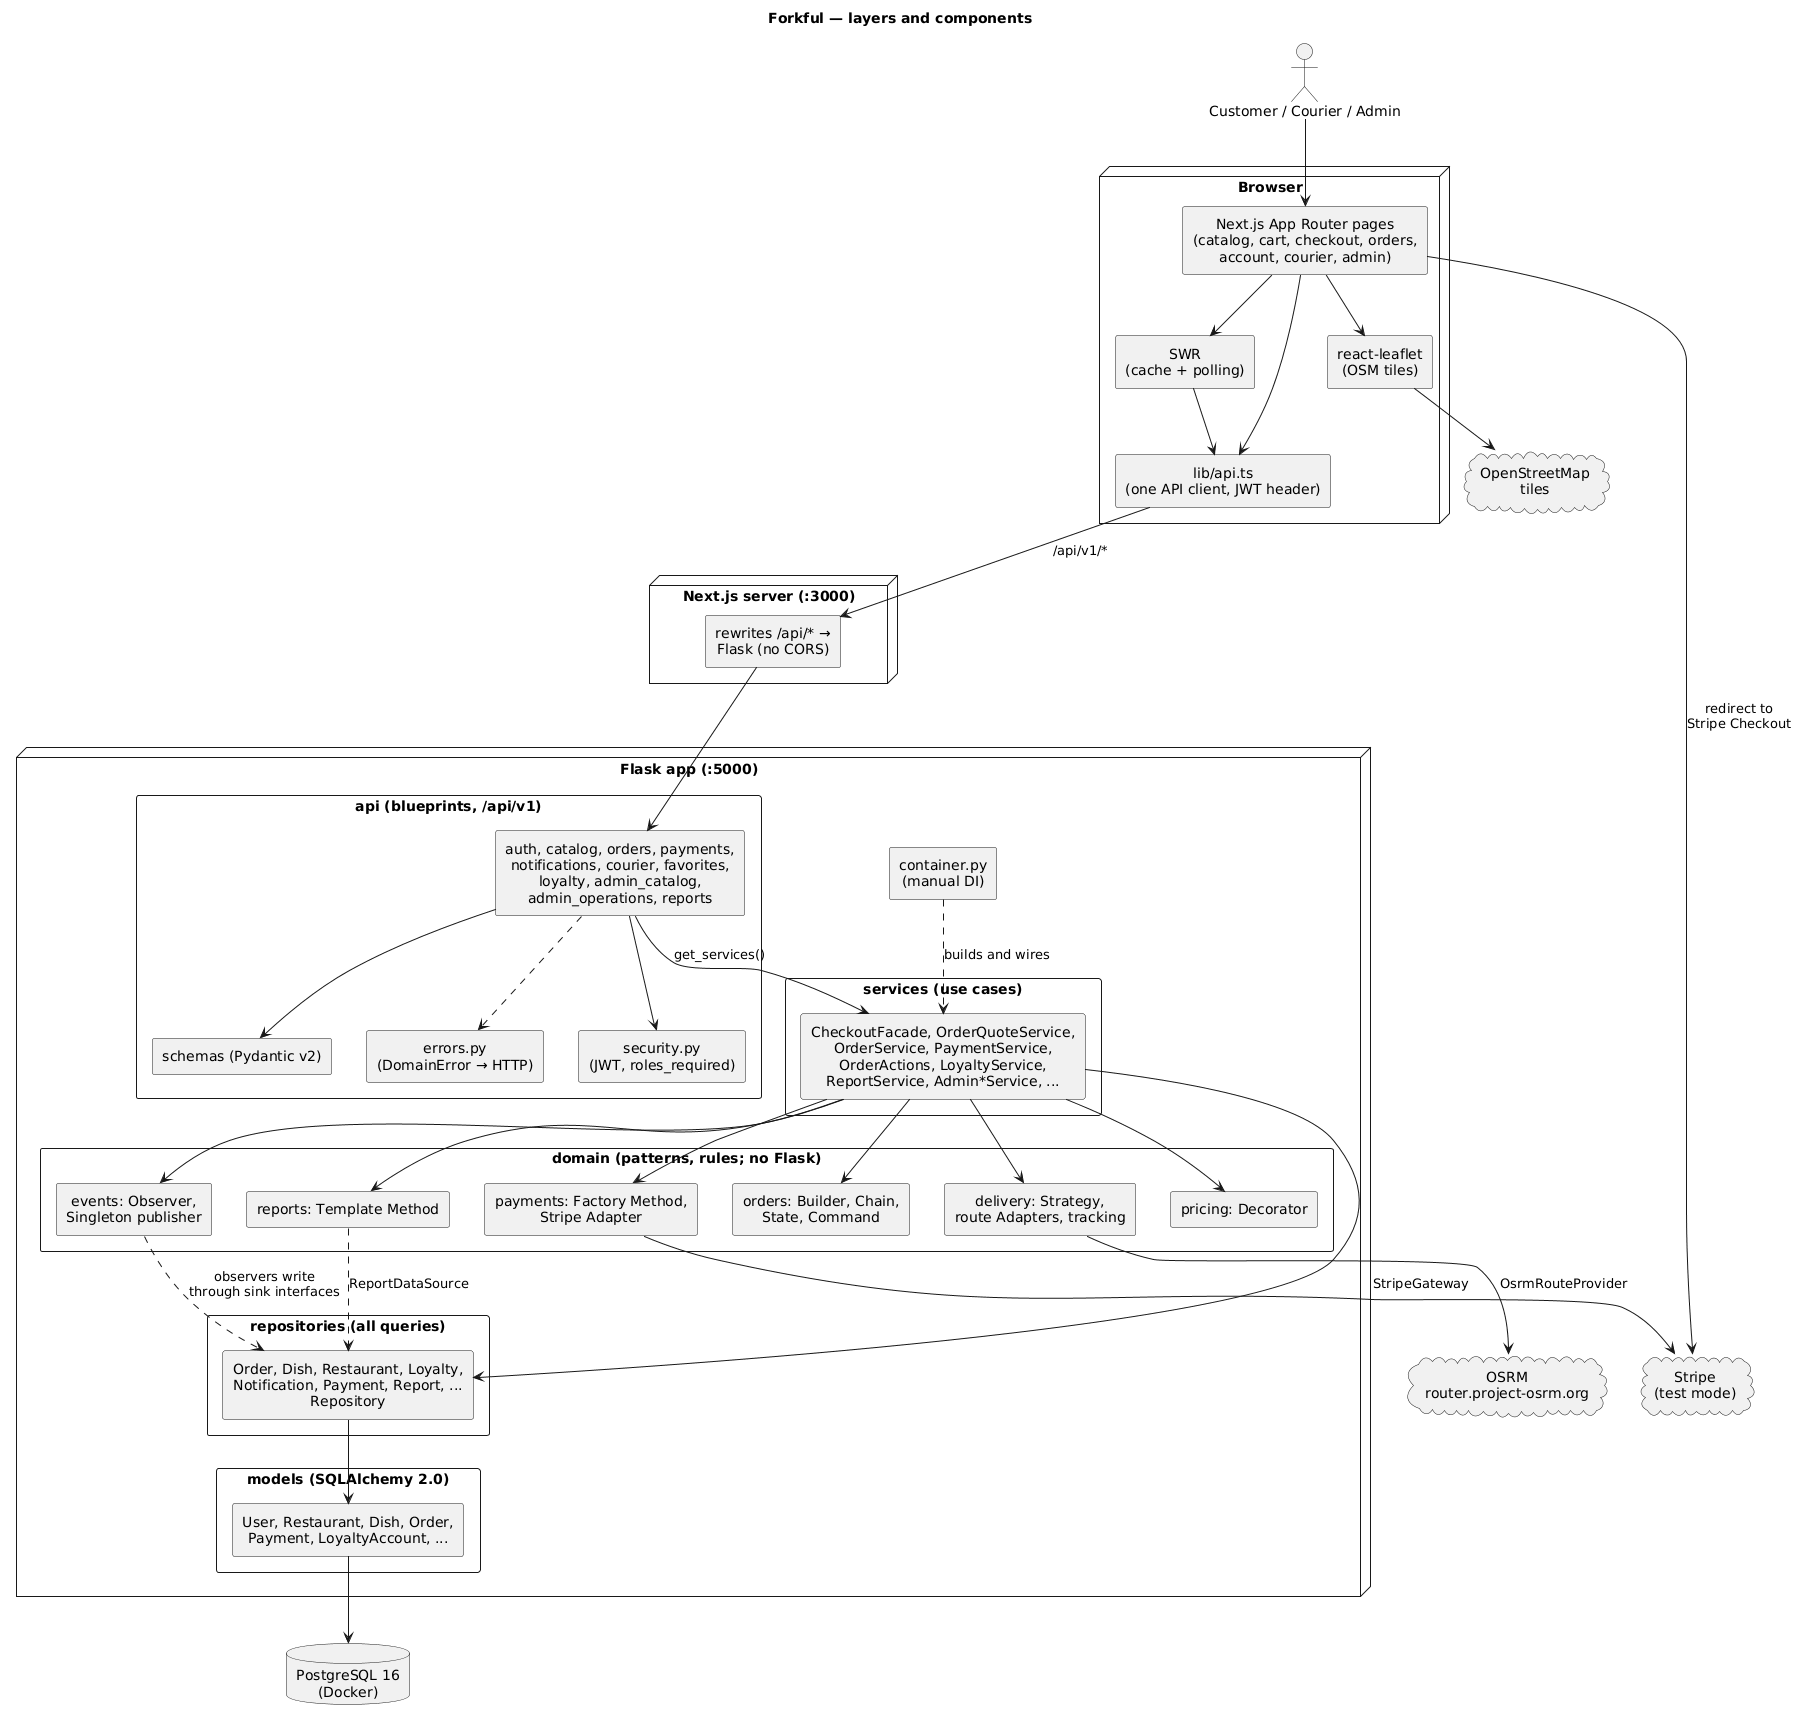 Forkful — layers and components
Customer / Courier / Admin
Browser
Next.js App Router pages
(catalog, cart, checkout, orders,
account, courier, admin)
SWR
(cache + polling)
react-leaflet
(OSM tiles)
lib/api.ts
(one API client, JWT header)
OpenStreetMap
tiles
/api/v1/*
Next.js server (:3000)
rewrites /api/* →
Flask (no CORS)
redirect to
Stripe Checkout
Flask app (:5000)
api (blueprints, /api/v1)
auth, catalog, orders, payments,
notifications, courier, favorites,
loyalty, admin_catalog,
admin_operations, reports
container.py
(manual DI)
get_services()
builds and wires
schemas (Pydantic v2)
errors.py
(DomainError → HTTP)
security.py
(JWT, roles_required)
services (use cases)
CheckoutFacade, OrderQuoteService,
OrderService, PaymentService,
OrderActions, LoyaltyService,
ReportService, Admin*Service, ...
domain (patterns, rules; no Flask)
events: Observer,
Singleton publisher
reports: Template Method
payments: Factory Method,
Stripe Adapter
orders: Builder, Chain,
State, Command
delivery: Strategy,
route Adapters, tracking
pricing: Decorator
observers write
through sink interfaces
ReportDataSource
StripeGateway
OsrmRouteProvider
repositories (all queries)
Order, Dish, Restaurant, Loyalty,
Notification, Payment, Report, ...
Repository
OSRM
router.project-osrm.org
Stripe
(test mode)
models (SQLAlchemy 2.0)
User, Restaurant, Dish, Order,
Payment, LoyaltyAccount, ...
PostgreSQL 16
(Docker)